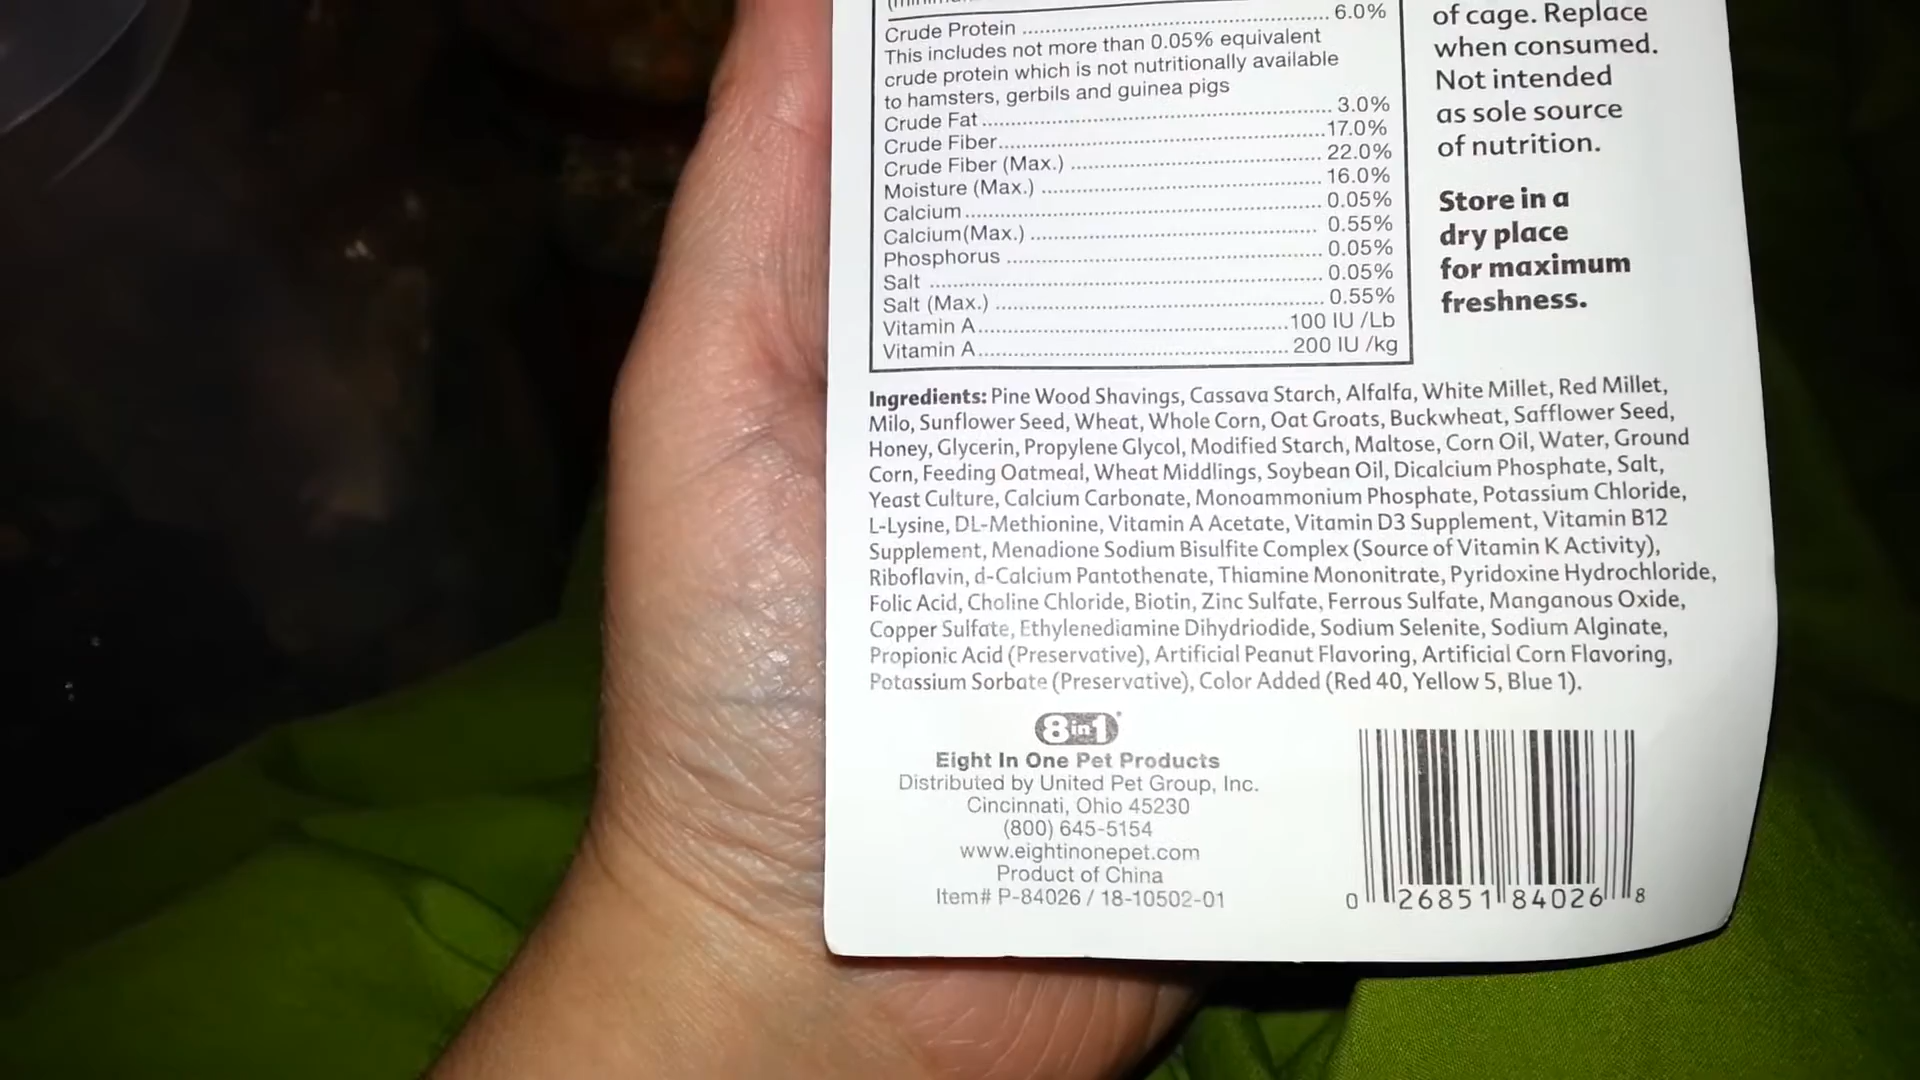 Crude Protein ........ 6.0%
This includes not more than 0.05% equivalent
crude protein which is not nutritionally available
to hamsters, gerbils and guinea pigs
Crude Fat ........ 3.0%
Crude Fiber........ 17.0%
Crude Fiber (Max.) ........ 22.0%
Moisture (Max.) ........ 16.0%
Calcium ........ 0.05%
Calcium(Max.) ........ 0.55%
Phosphorus ........ 0.05%
Salt ........ 0.05%
Salt (Max.) ........ 0.55%
Vitamin A........ 100 IU /Lb
Vitamin A........ 200 IU /kg
of cage. Replace
when consumed.
Not intended
as sole source
of nutrition.
Store in a
dry place
for maximum
freshness.
Ingredients: Pine Wood Shavings, Cassava Starch, Alfalfa, White Millet, Red Millet,
Milo, Sunflower Seed, Wheat, Whole Corn, Oat Groats, Buckwheat, Safflower Seed,
Honey, Glycerin, Propylene Glycol, Modified Starch, Maltose, Corn Oil, Water, Ground
Corn, Feeding Oatmeal, Wheat Middlings, Soybean Oil, Dicalcium Phosphate, Salt,
Yeast Culture, Calcium Carbonate, Monoammonium Phosphate, Potassium Chloride,
L-Lysine, DL-Methionine, Vitamin A Acetate, Vitamin D3 Supplement, Vitamin B12
Supplement, Menadione Sodium Bisulfite Complex (Source of Vitamin K Activity),
Riboflavin, d-Calcium Pantothenate, Thiamine Mononitrate, Pyridoxine Hydrochloride,
Folic Acid, Choline Chloride, Biotin, Zinc Sulfate, Ferrous Sulfate, Manganous Oxide,
Copper Sulfate, Ethylenediamine Dihydriodide, Sodium Selenite, Sodium Alginate,
Propionic Acid (Preservative), Artificial Peanut Flavoring, Artificial Corn Flavoring,
Potassium Sorbate (Preservative), Color Added (Red 40, Yellow 5, Blue 1).
8in1
Eight In One Pet Products
Distributed by United Pet Group, Inc.
Cincinnati, Ohio 45230
(800) 645-5154
www.eightinonepet.com
Product of China
Item# P-84026 / 18-10502-01
0 26851 84026 8